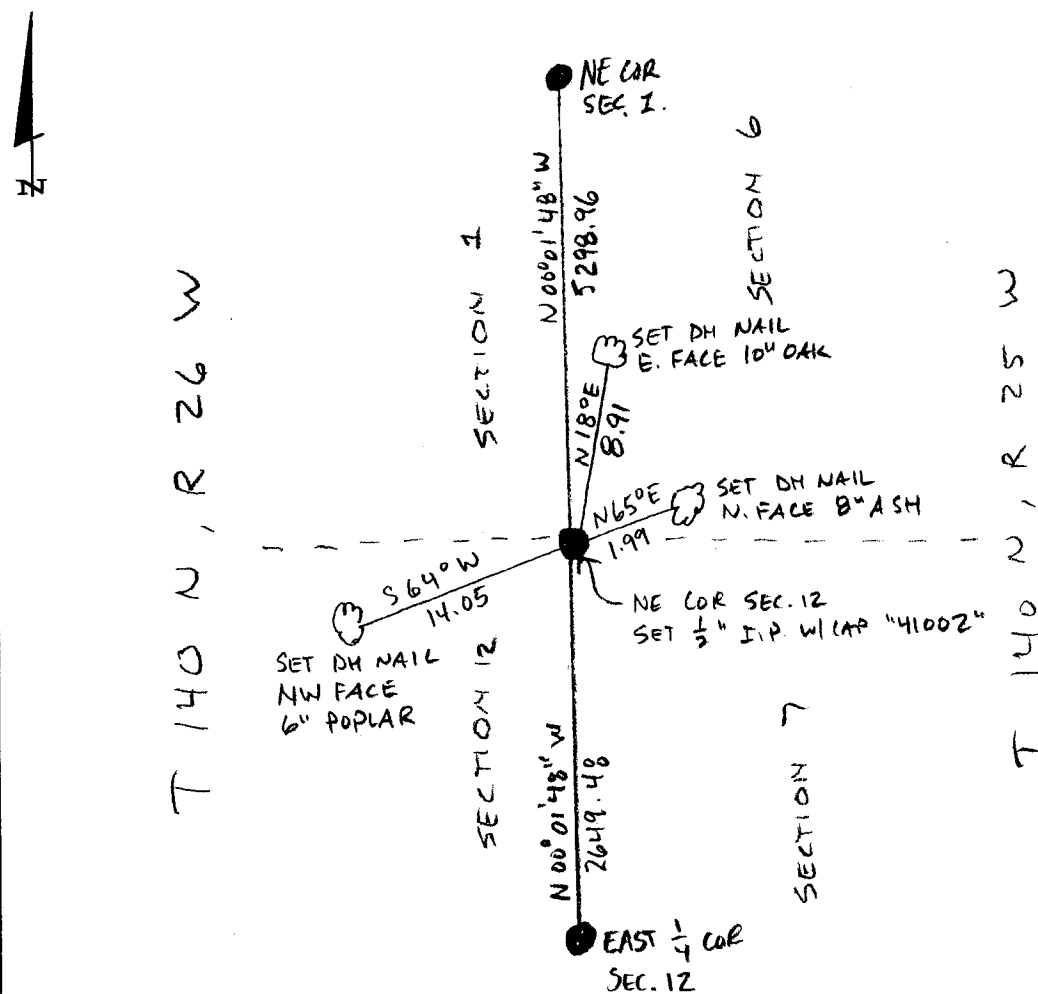 NE COR
SEC. 1.
N
N 00°01'48" W
5298.96
SECTION 1
SECTION 6
T 140 N, R 26 W
T 140 N, R 25 W
SET DH NAIL
E. FACE 10" OAK
N 18° E
8.91
SET DH NAIL
N. FACE 8" ASH
N 65° E
1.99
S 64° W
14.05
NE COR SEC. 12
SET 1/2" I.P. W/ CAP "41002"
SET DH NAIL
NW FACE
6" POPLAR
SECTION 12
SECTION 7
N 00°01'48" W
2649.48
EAST 1/4 COR
SEC. 12